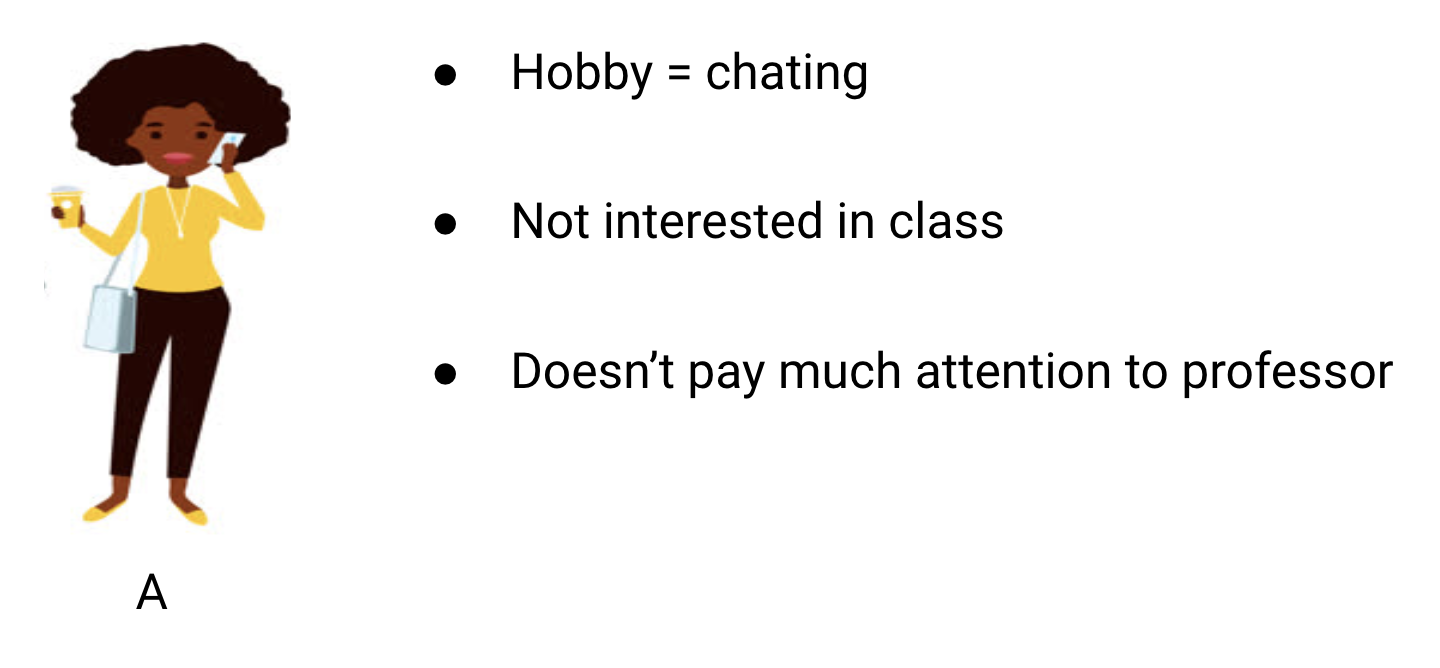 ● Hobby = chating
● Not interested in class
● Doesn’t pay much attention to professor
A